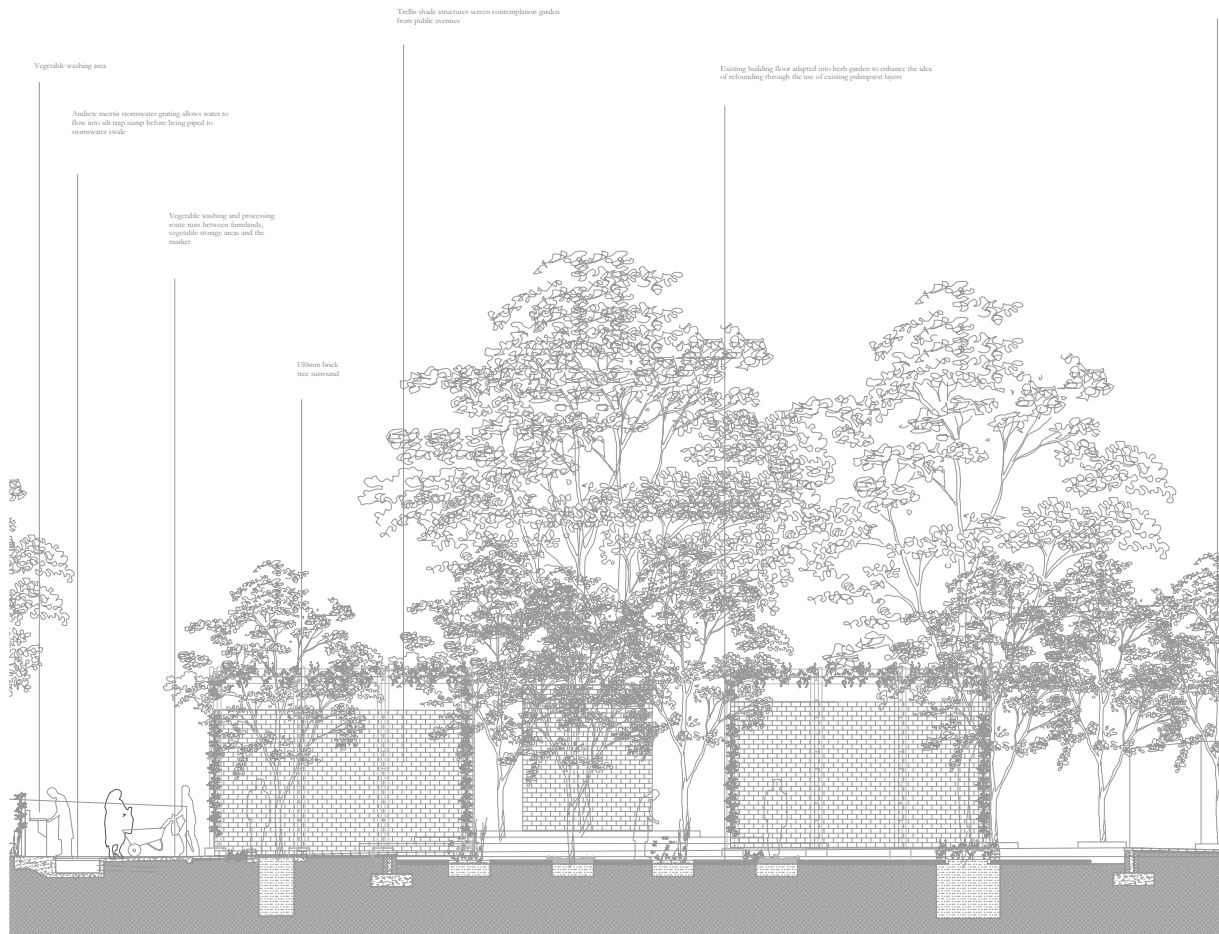 Trellis shade structures screen contemplation garden
from public avenues
Vegetable washing area
Existing building floor adapted into herb garden to enhance the idea
of refounding through the use of existing palimpsest layers
Andrew mentis stormwater grating allows water to
flow into silt trap sump before being piped to
stormwater swale
Vegetable washing and processing
route runs between farmlands,
vegetable storage areas and the
market
150mm brick
tree surround